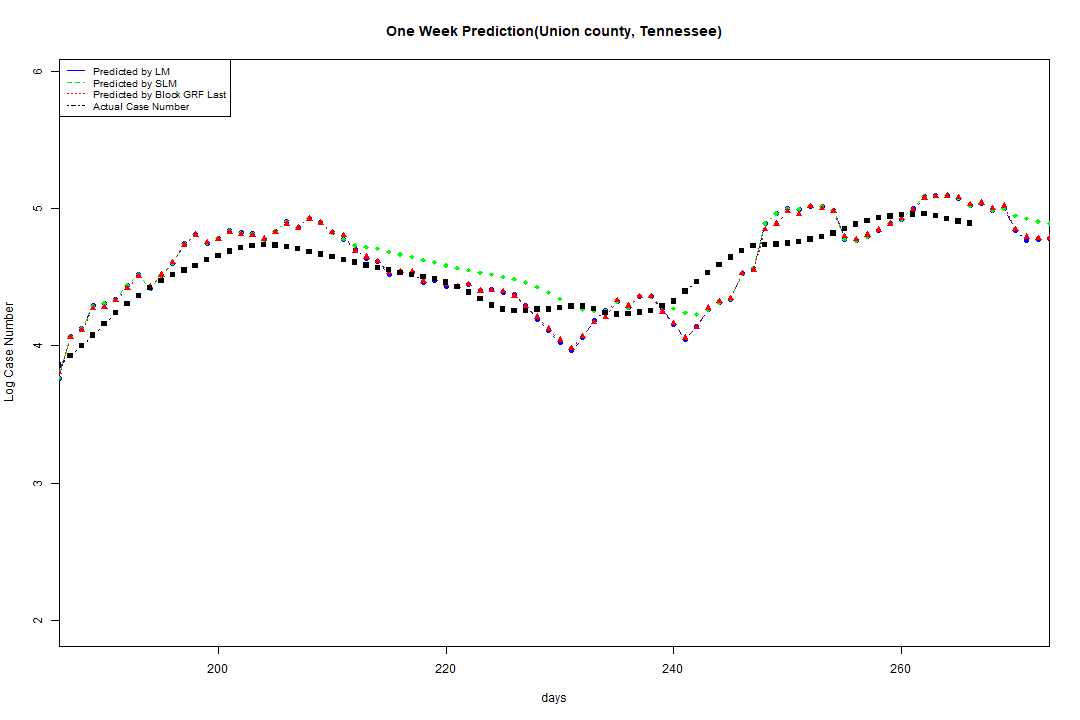 One Week Prediction(Union county, Tennessee)
Predicted by LM
Predicted by SLM
Predicted by Block GRF Last
Actual Case Number
6
5
4
3
2
Log Case Number
200
220
240
260
days